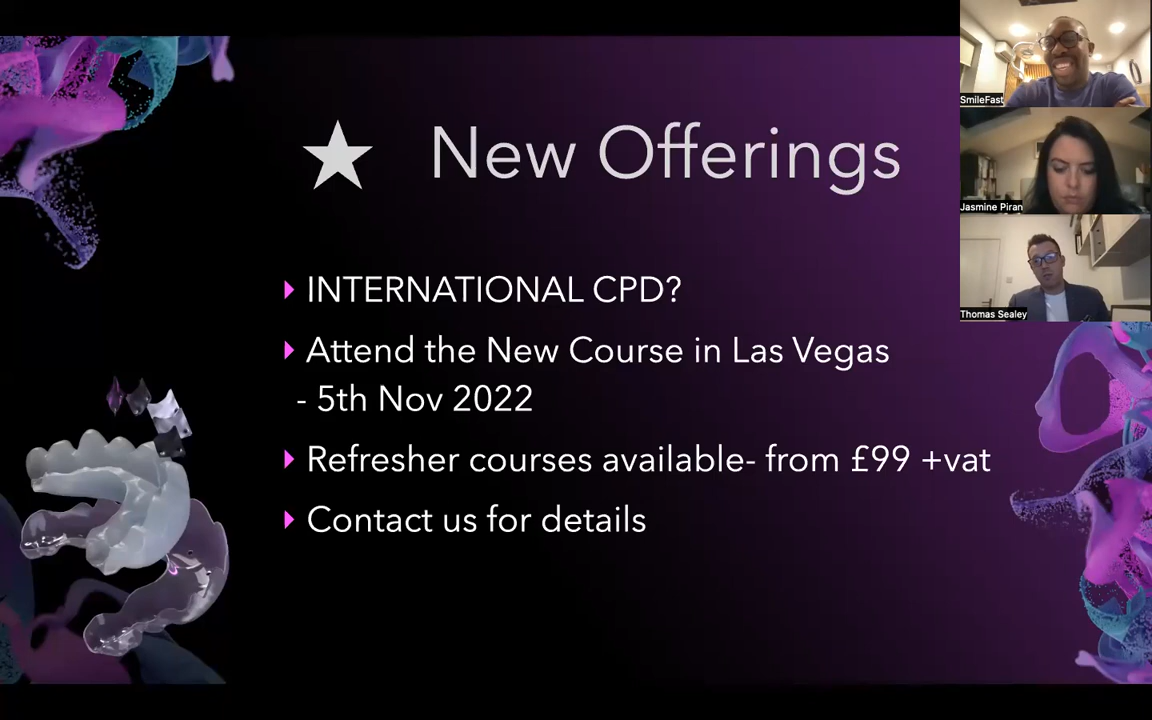 New Offerings
INTERNATIONAL CPD?
Attend the New Course in Las Vegas
- 5th Nov 2022
Refresher courses available- from £99 +vat
Contact us for details
SmileFast
Jasmine Piran
Thomas Sealey